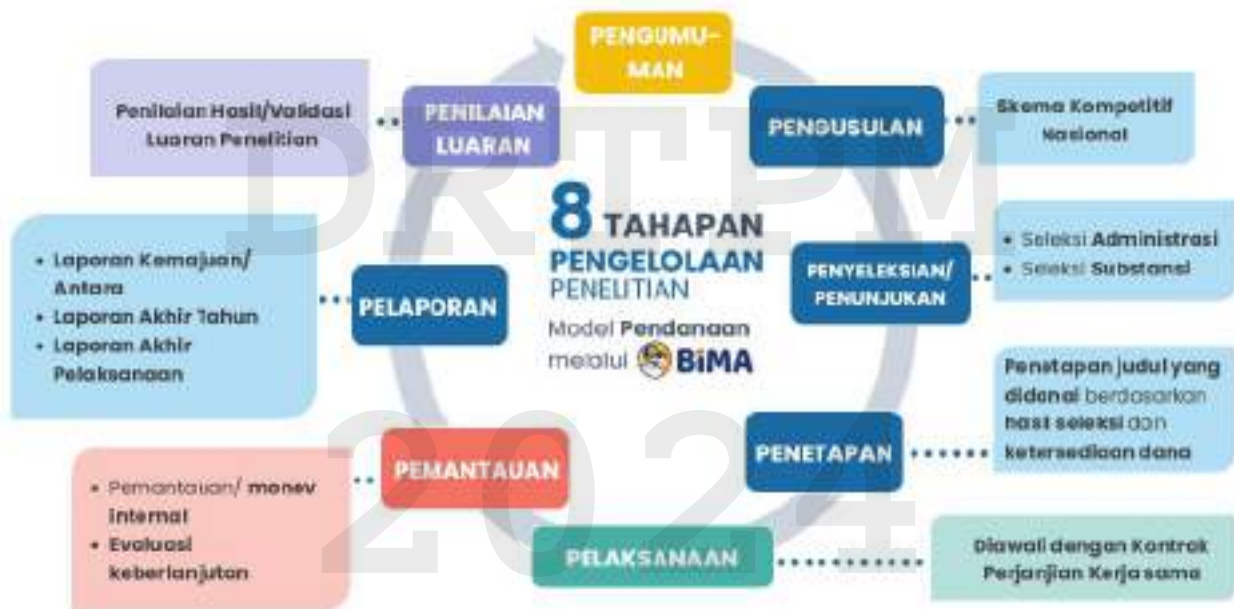 PENGUMU-
MAN
PENGUSULAN
Skema Kompetitif
Nasional
PENYELEKSIAN/
PENUNJUKAN
• Seleksi Administrasi
• Seleksi Substansi
PENETAPAN
Penetapan judul yang
didanai berdasarkan
hasil seleksi dan
ketersediaan dana
PELAKSANAAN
Diawali dengan Kontrak
Perjanjian Kerja sama
PEMANTAUAN
• Pemantauan/ monev
internal
• Evaluasi
keberlanjutan
PELAPORAN
• Laporan Kemajuan/
Antara
• Laporan Akhir Tahun
• Laporan Akhir
Pelaksanaan
PENILAIAN
LUARAN
Penilaian Hasil/Validasi
Luaran Penelitian
8 TAHAPAN
PENGELOLAAN
PENELITIAN
Model Pendanaan
melalui BiMA
DRTPM
2024